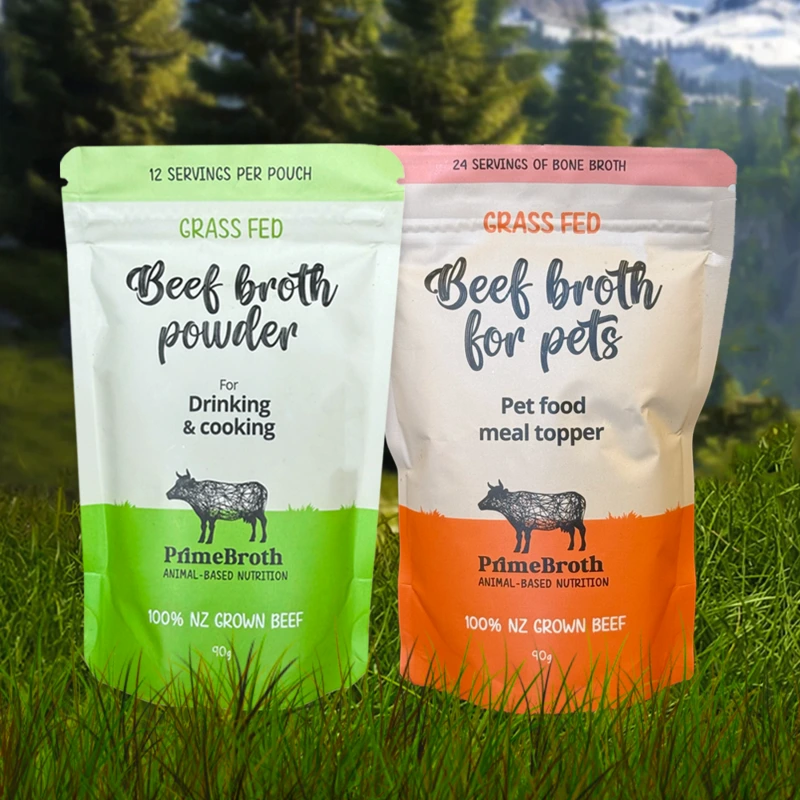 12 SERVINGS PER POUCH
GRASS FED
Beef broth
powder
For
Drinking
& cooking
PrimeBroth
ANIMAL-BASED NUTRITION
100% NZ GROWN BEEF
90g
24 SERVINGS OF BONE BROTH
GRASS FED
Beef broth
for pets
Pet food
meal topper
PrimeBroth
ANIMAL-BASED NUTRITION
100% NZ GROWN BEEF
90g